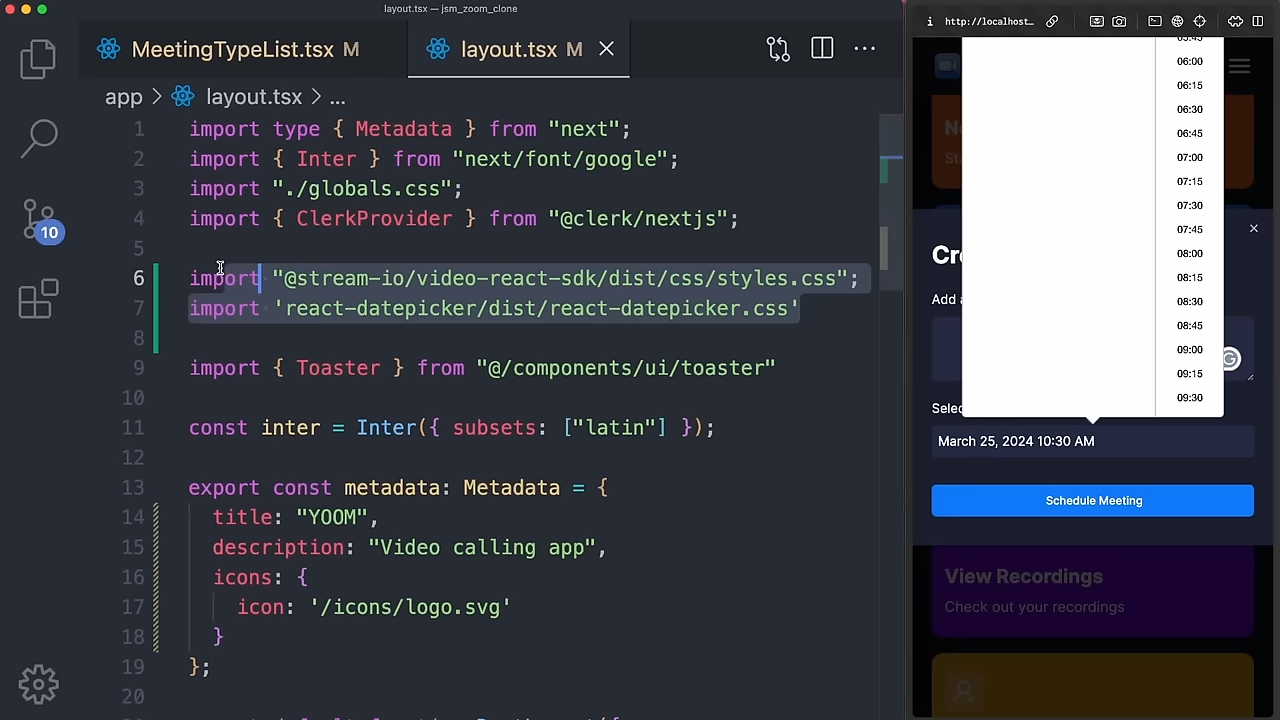 layout.tsx — jsm_zoom_clone
MeetingTypeList.tsx M
layout.tsx M
app > layout.tsx > ...
1 import type { Metadata } from "next";
2 import { Inter } from "next/font/google";
3 import "./globals.css";
4 import { ClerkProvider } from "@clerk/nextjs";
5
6 import "@stream-io/video-react-sdk/dist/css/styles.css";
7 import 'react-datepicker/dist/react-datepicker.css'
8
9 import { Toaster } from "@/components/ui/toaster"
10
11 const inter = Inter({ subsets: ["latin"] });
12
13 export const metadata: Metadata = {
14 title: "YOOM",
15 description: "Video calling app",
16 icons: {
17 icon: '/icons/logo.svg'
18 }
19 };
20
10
http://localhost...
06:00
06:15
06:30
06:45
07:00
07:15
07:30
07:45
08:00
08:15
08:30
08:45
09:00
09:15
09:30
March 25, 2024 10:30 AM
Schedule Meeting
View Recordings
Check out your recordings